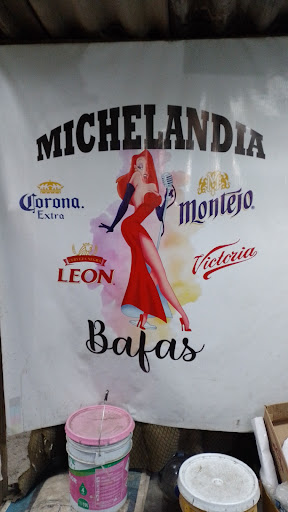 MICHELANDIA
Corona.
Extra
Montejo.
LEON
Victoria
Bafas